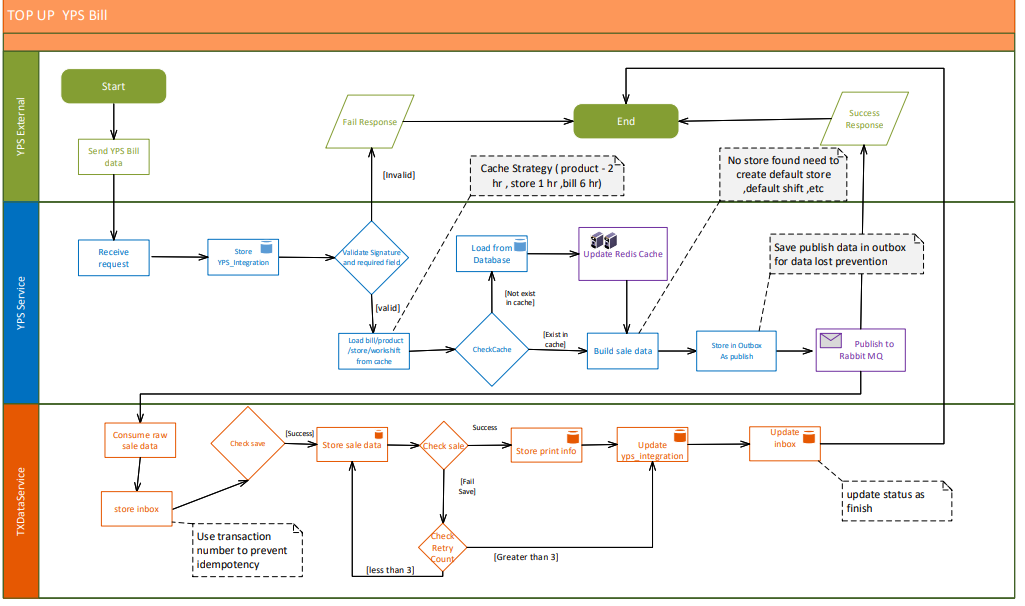 TOP UP  YPS Bill
YPS External
Start
Send YPS Bill
data
Fail Response
[Invalid]
End
Success
Response
Cache Strategy ( product - 2
hr , store 1 hr ,bill 6 hr)
No store found need to
create default store
,default shift ,etc
YPS Service
Receive
request
Store
YPS_Integration
Validate Signature
and required field
[valid]
Load bill/product
/store/workshift
from cache
Load from
Database
Update Redis Cache
[Not exist
in cache]
CheckCache
[Exist in
cache]
Build sale data
Save publish data in outbox
for data lost prevention
Store in Outbox
As publish
Publish to
Rabbit MQ
TXDataService
Consume raw
sale data
store inbox
Use transaction
number to prevent
idempotency
Check save
[Success]
Store sale data
Check sale
Success
[Fail
Save]
Check
Retry
Count
[less than 3]
[Greater than 3]
Store print info
Update
yps_integration
Update
inbox
update status as
finish